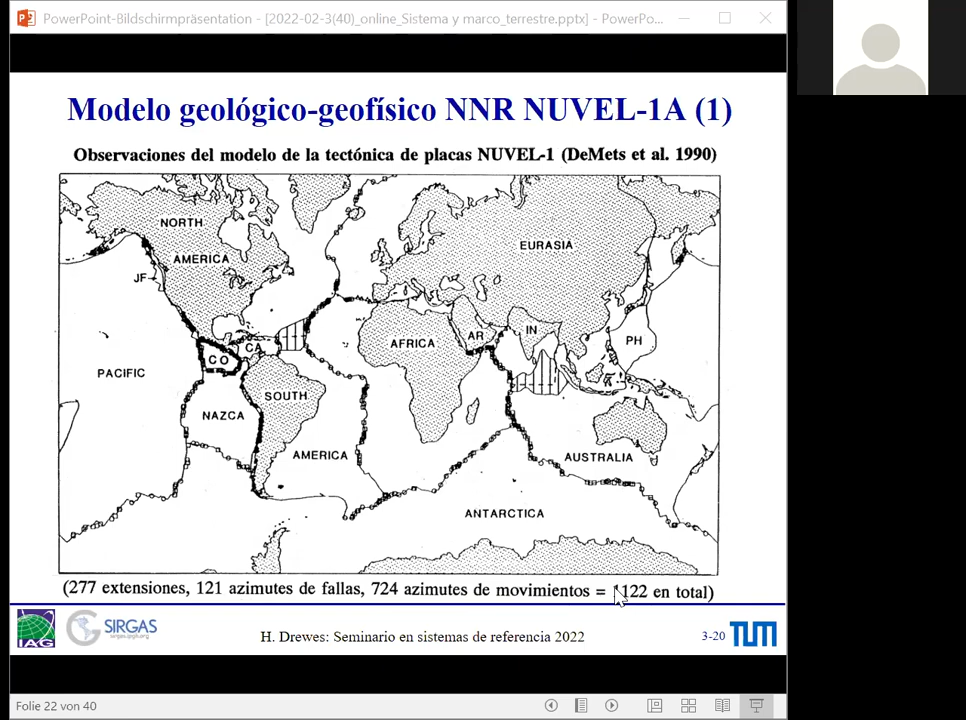 PowerPoint-Bildschirmpräsentation - [2022-02-3(40)_online_Sistema y marco_terrestre.pptx] - PowerPo...
Modelo geológico-geofísico NNR NUVEL-1A (1)
Observaciones del modelo de la tectónica de placas NUVEL-1 (DeMets et al. 1990)
NORTH
AMERICA
EURASIA
JF
CO
CA
AFRICA
AR
IN
PH
PACIFIC
SOUTH
NAZCA
AMERICA
AUSTRALIA
ANTARCTICA
(277 extensiones, 121 azimutes de fallas, 724 azimutes de movimientos = 1122 en total)
IAG
SIRGAS
sirgas.ipgh.org
H. Drewes: Seminario en sistemas de referencia 2022
3-20
TUM
Folie 22 von 40